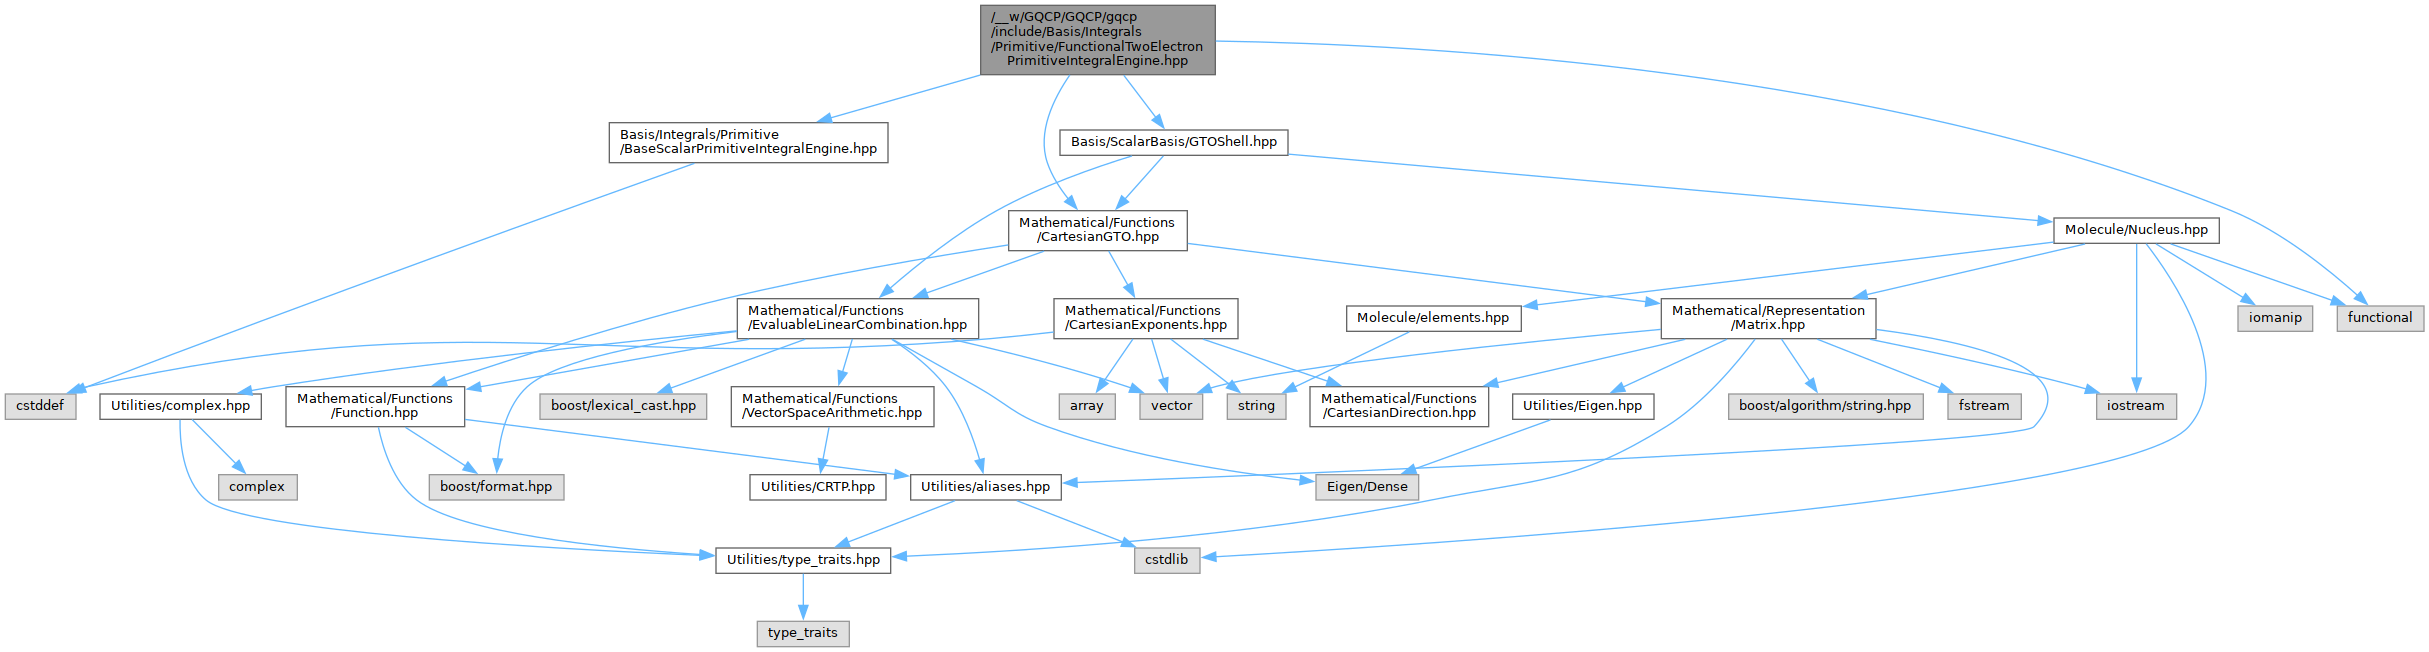 /__w/GQCP/GQCP/gqcp
/include/Basis/Integrals
/Primitive/FunctionalTwoElectron
PrimitiveIntegralEngine.hpp
Basis/Integrals/Primitive
/BaseScalarPrimitiveIntegralEngine.hpp
Basis/ScalarBasis/GTOShell.hpp
Mathematical/Functions
/CartesianGTO.hpp
Molecule/Nucleus.hpp
Mathematical/Functions
/EvaluableLinearCombination.hpp
Mathematical/Functions
/CartesianExponents.hpp
Molecule/elements.hpp
Mathematical/Representation
/Matrix.hpp
iomanip
functional
cstddef
Utilities/complex.hpp
Mathematical/Functions
/Function.hpp
boost/lexical_cast.hpp
Mathematical/Functions
/VectorSpaceArithmetic.hpp
array
vector
string
Mathematical/Functions
/CartesianDirection.hpp
Utilities/Eigen.hpp
boost/algorithm/string.hpp
fstream
iostream
complex
boost/format.hpp
Utilities/CRTP.hpp
Utilities/aliases.hpp
Eigen/Dense
Utilities/type_traits.hpp
cstdlib
type_traits